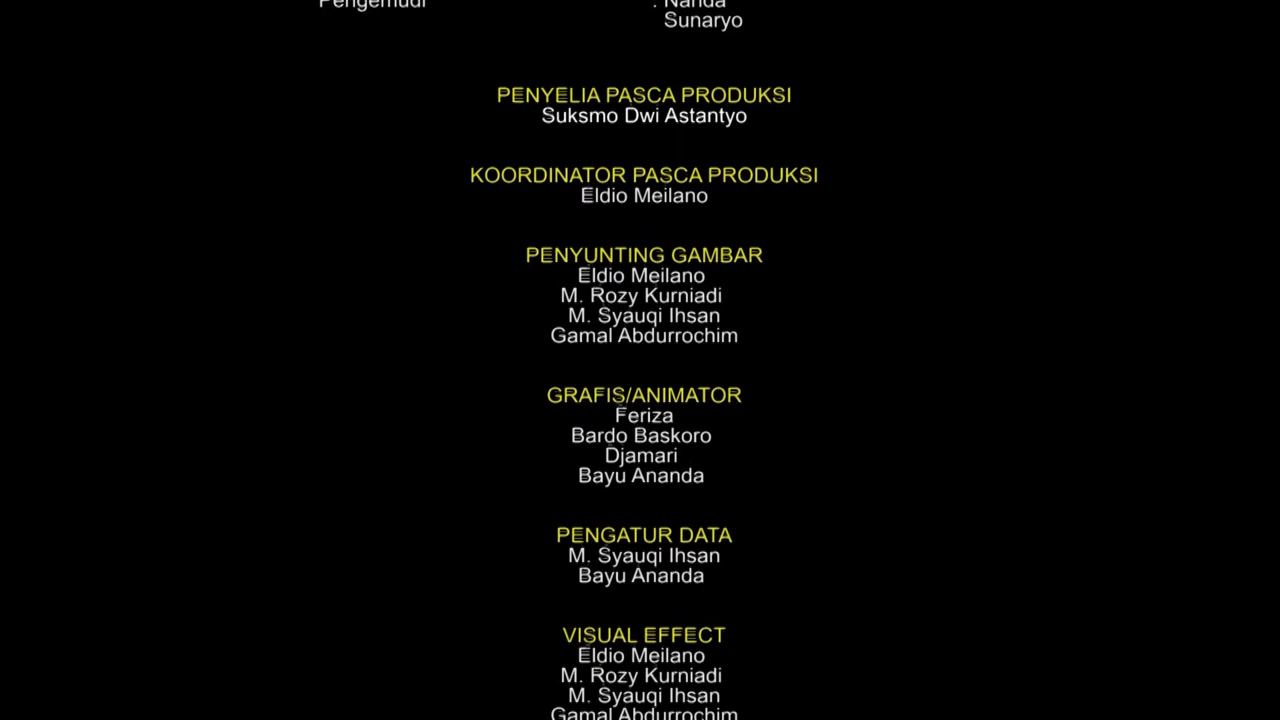 Pengemudi : Nanda
Sunaryo
PENYELIA PASCA PRODUKSI
Suksmo Dwi Astantyo
KOORDINATOR PASCA PRODUKSI
Eldio Meilano
PENYUNTING GAMBAR
Eldio Meilano
M. Rozy Kurniadi
M. Syauqi Ihsan
Gamal Abdurrochim
GRAFIS/ANIMATOR
Feriza
Bardo Baskoro
Djamari
Bayu Ananda
PENGATUR DATA
M. Syauqi Ihsan
Bayu Ananda
VISUAL EFFECT
Eldio Meilano
M. Rozy Kurniadi
M. Syauqi Ihsan
Gamal Abdurrochim